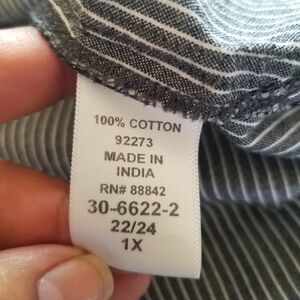 100% COTTON
92273
MADE IN
INDIA
RN# 88842
30-6622-2
22/24
1X